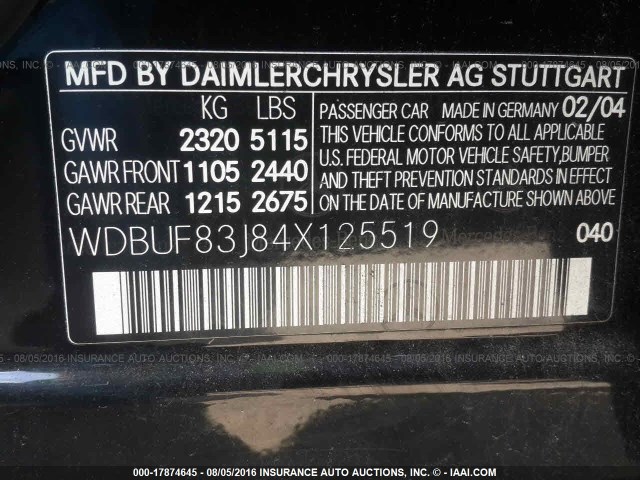 MFD BY DAIMLERCHRYSLER AG STUTTGART
KG LBS
GVWR 2320 5115
GAWR FRONT 1105 2440
GAWR REAR 1215 2675
PASSENGER CAR MADE IN GERMANY 02/04
THIS VEHICLE CONFORMS TO ALL APPLICABLE
U.S. FEDERAL MOTOR VEHICLE SAFETY, BUMPER
AND THEFT PREVENTION STANDARDS IN EFFECT
ON THE DATE OF MANUFACTURE SHOWN ABOVE
WDBUF83J84X125519 040
000-17874645 - 08/05/2016 INSURANCE AUTO AUCTIONS, INC. - © IAAI.COM